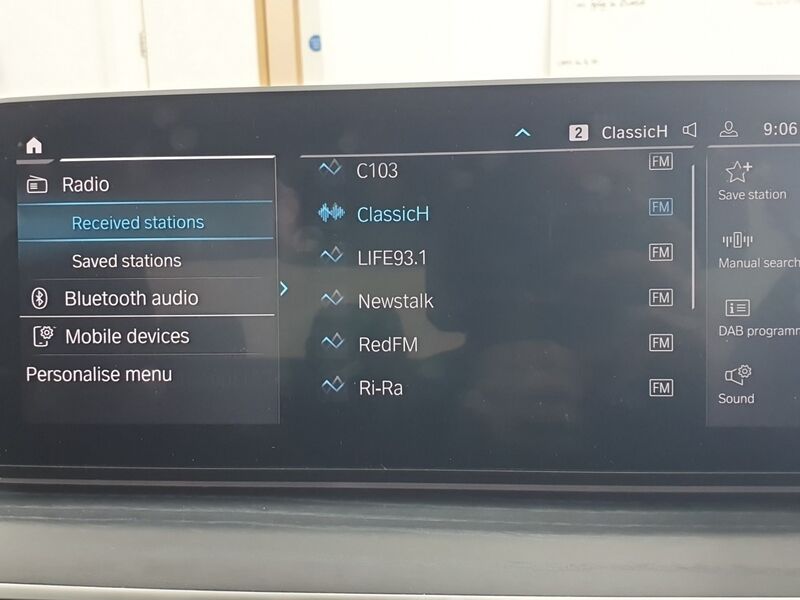 2 ClassicH 9:06
Radio
Received stations
Saved stations
Bluetooth audio
Mobile devices
Personalise menu
C103 FM
ClassicH FM
LIFE93.1 FM
Newstalk FM
RedFM FM
Ri-Ra FM
Save station
Manual search
DAB programm
Sound